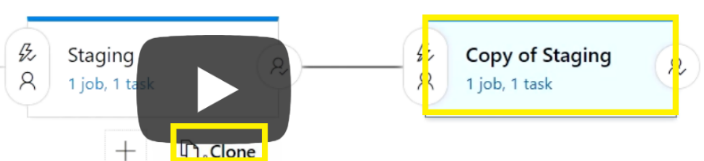 Staging
1 job, 1 task
Copy of Staging
1 job, 1 task
Clone